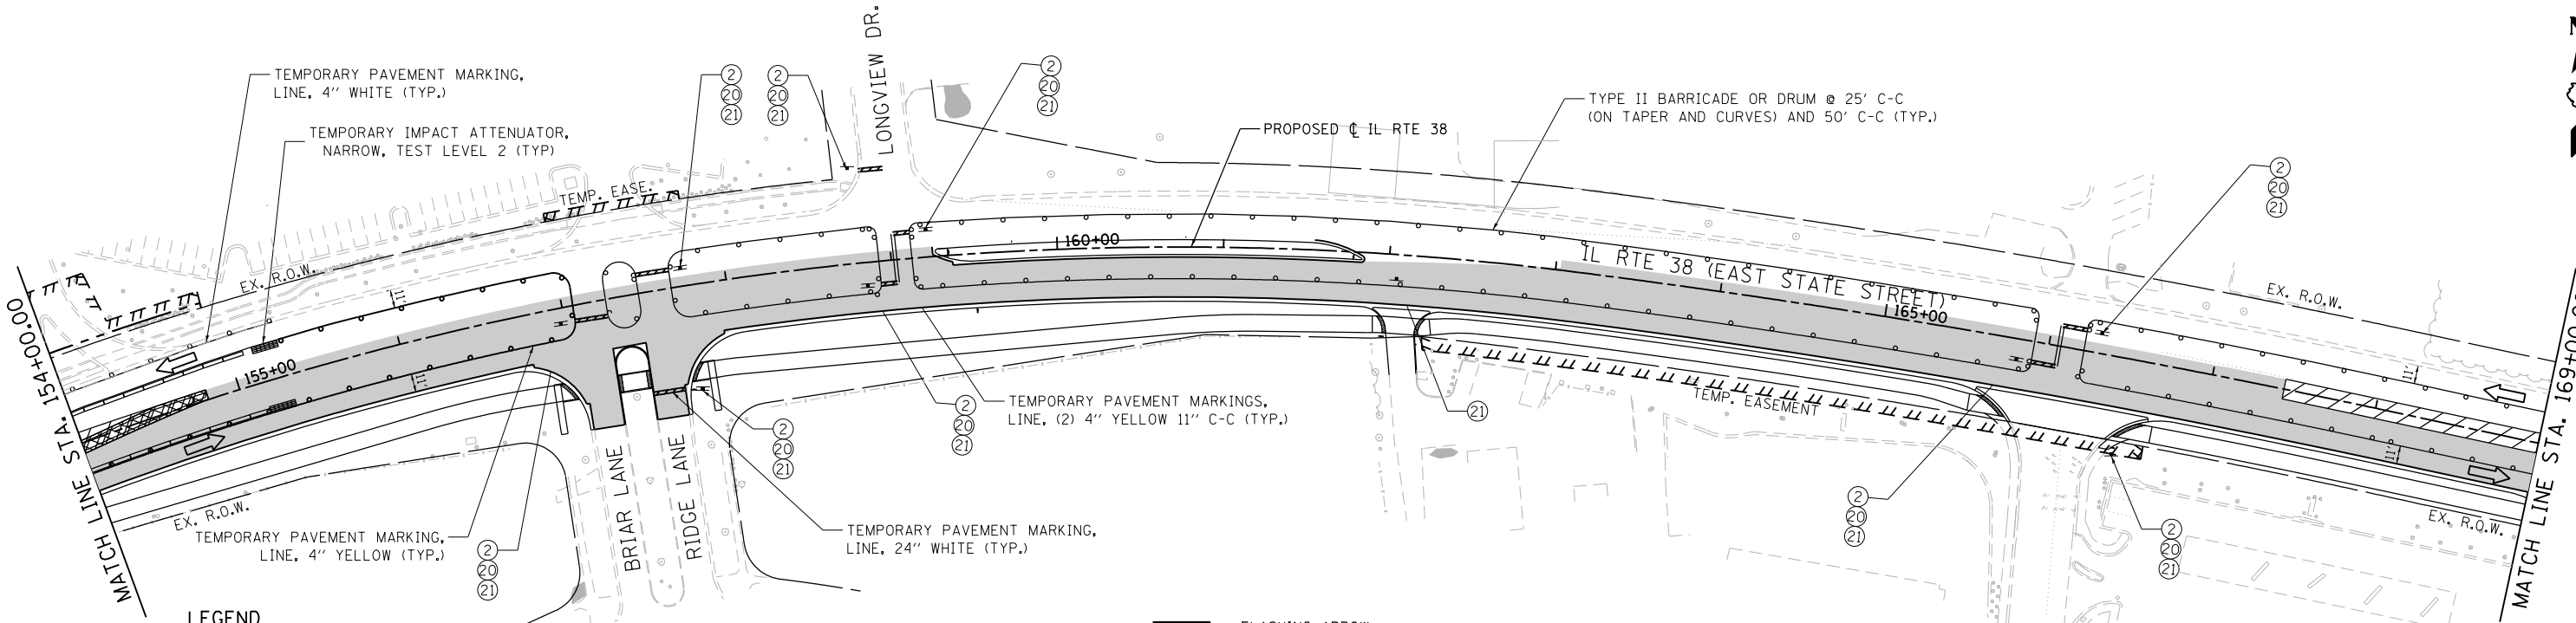 TEMPORARY PAVEMENT MARKING,
LINE, 4'' WHITE (TYP.)
TEMPORARY IMPACT ATTENUATOR,
NARROW, TEST LEVEL 2 (TYP)
2
20
21
2
20
21
LONGVIEW DR.
2
20
21
PROPOSED ℄ IL RTE 38
TYPE II BARRICADE OR DRUM @ 25' C-C
(ON TAPER AND CURVES) AND 50' C-C (TYP.)
2
20
21
TEMP. EASE.
EX. R.O.W.
160+00
IL RTE 38 (EAST STATE STREET)
165+00
EX. R.O.W.
11'
155+00
11'
11'
11'
MATCH LINE STA. 154+00.00
EX. R.O.W.
TEMPORARY PAVEMENT MARKING,
LINE, 4'' YELLOW (TYP.)
2
20
21
BRIAR LANE
RIDGE LANE
2
20
21
TEMPORARY PAVEMENT MARKING,
LINE, 24'' WHITE (TYP.)
2
20
21
TEMPORARY PAVEMENT MARKINGS,
LINE, (2) 4'' YELLOW 11'' C-C (TYP.)
21
TEMP. EASEMENT
2
20
21
2
20
21
EX. R.O.W.
MATCH LINE STA. 169+00.0
LEGEND
FLASHING ARROW